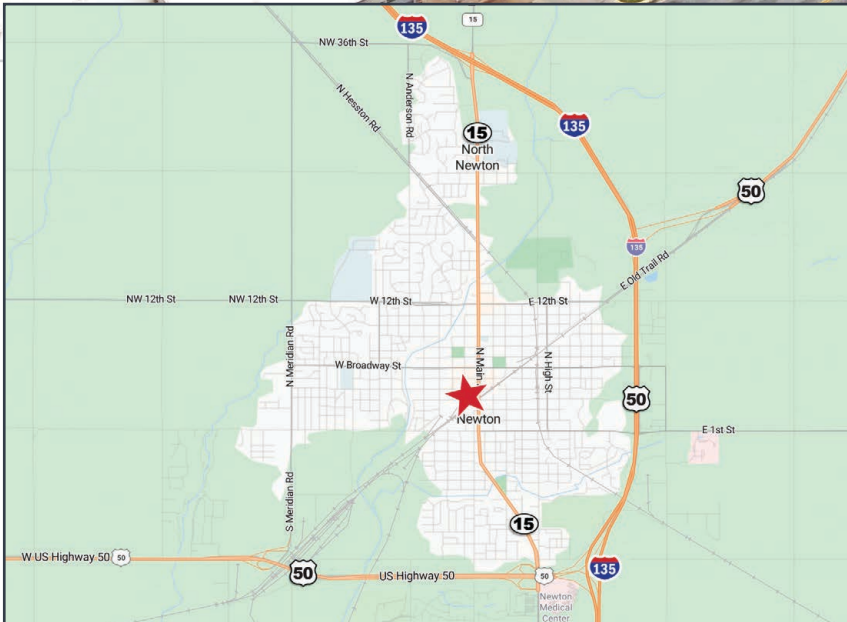 15
135
NW 36th St
N Anderson Rd
N Hesston Rd
15
North
Newton
135
50
135
E Old Trail Rd
NW 12th St
NW 12th St
W 12th St
E 12th St
N Meridian Rd
W Broadway St
N Main
N High St
50
Newton
E 1st St
S Meridian Rd
15
W US Highway 50
50
50
US Highway 50
50
135
Newton
Medical
Center